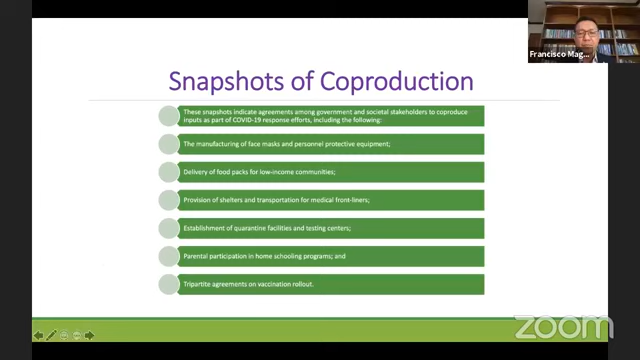 Francisco Mag...
Snapshots of Coproduction
These snapshots indicate agreements among government and societal stakeholders to coproduce
inputs as part of COVID-19 response efforts, including the following:
The manufacturing of face masks and personnel protective equipment;
Delivery of food packs for low-income communities;
Provision of shelters and transportation for medical front-liners;
Establishment of quarantine facilities and testing centers;
Parental participation in home schooling programs; and
Tripartite agreements on vaccination rollout.
zoom